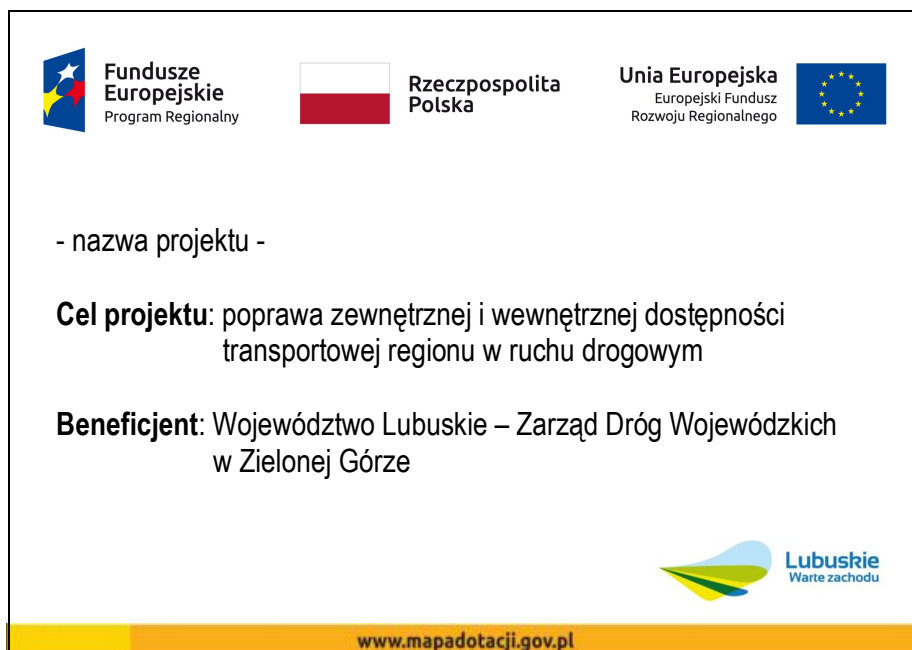 Fundusze
Europejskie
Program Regionalny
Rzeczpospolita
Polska
Unia Europejska
Europejski Fundusz
Rozwoju Regionalnego
- nazwa projektu -
Cel projektu: poprawa zewnętrznej i wewnętrznej dostępności
transportowej regionu w ruchu drogowym
Beneficjent: Województwo Lubuskie – Zarząd Dróg Wojewódzkich
w Zielonej Górze
Lubuskie
Warte zachodu
www.mapadotacji.gov.pl